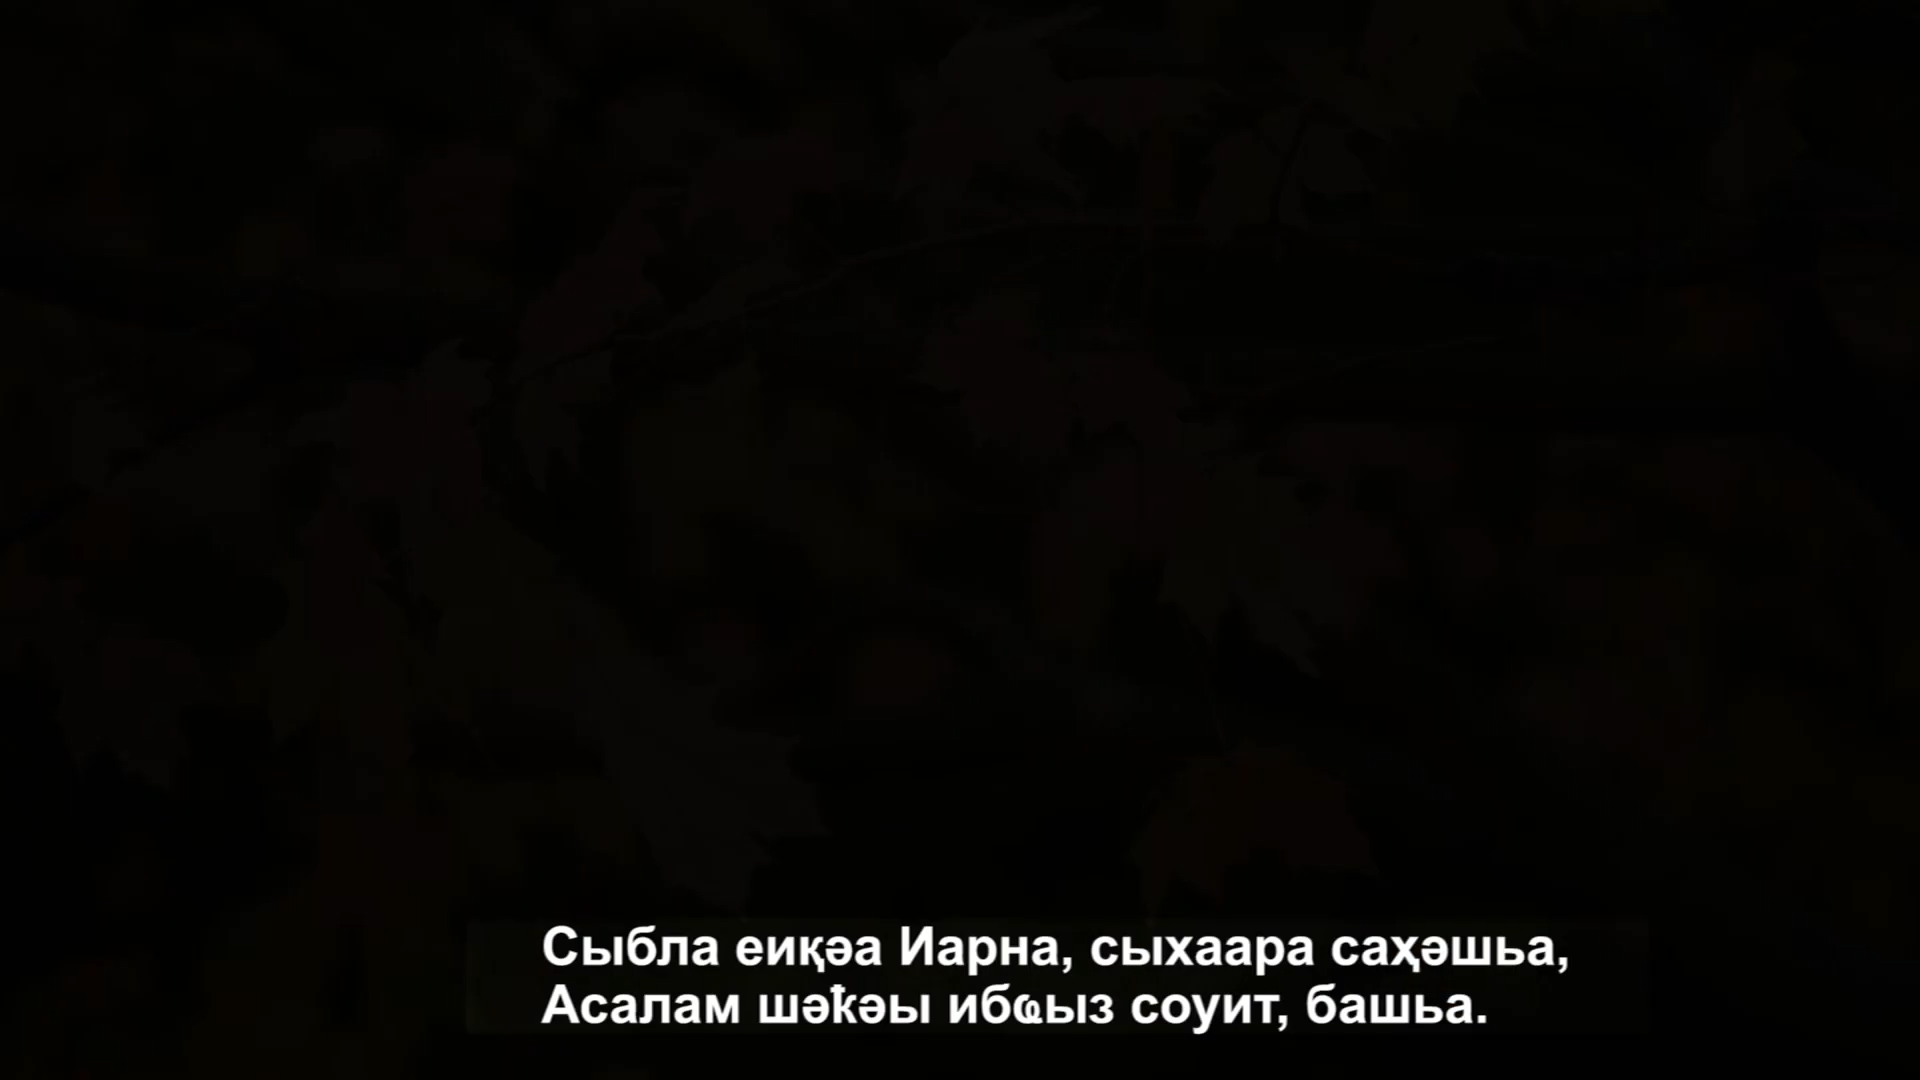 Сыбла еиқәа Иарна, сыхаара саҳәшьа,
Асалам шәҟәы ибҩыз соуит, башьа.